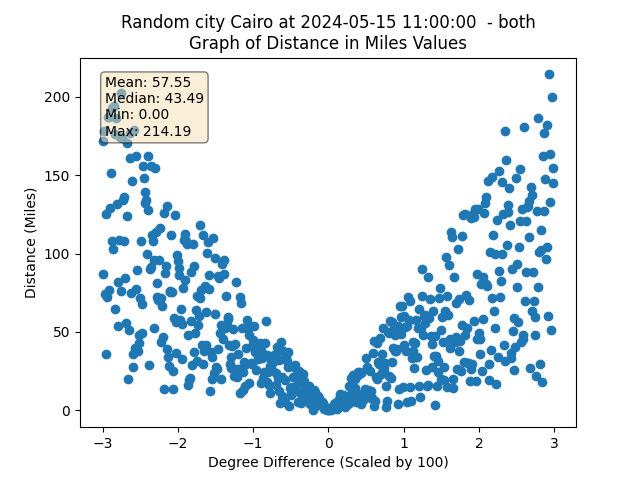 Random city Cairo at 2024-05-15 11:00:00  - both
Graph of Distance in Miles Values
Mean: 57.55
Median: 43.49
Min: 0.00
Max: 214.19
200
150
100
50
0
Distance (Miles)
−3 −2 −1 0 1 2 3
Degree Difference (Scaled by 100)